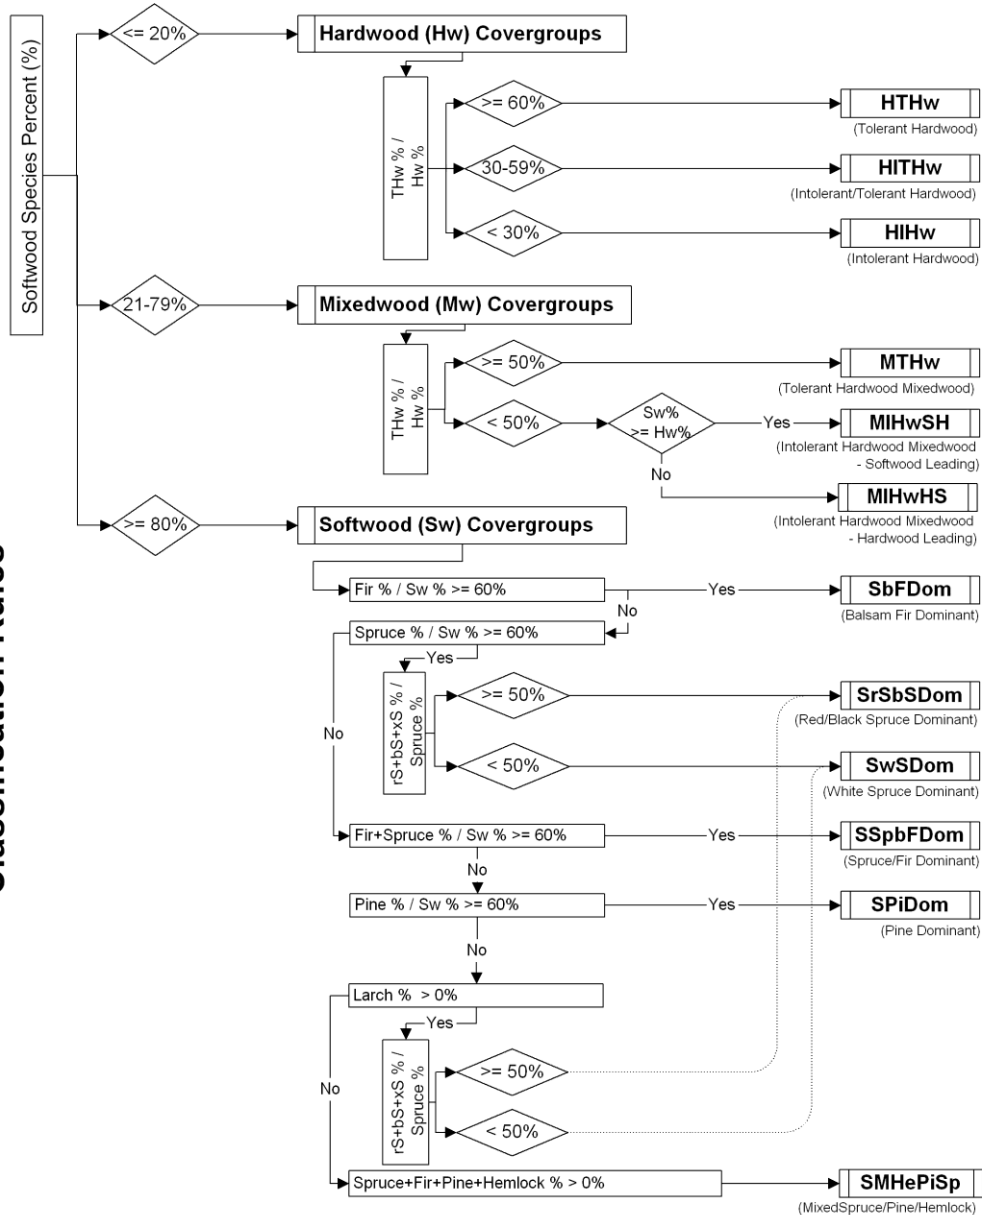 Softwood Species Percent (%)
<= 20%
Hardwood (Hw) Covergroups
THw % /
Hw %
>= 60%
HTHw
(Tolerant Hardwood)
30-59%
HITHw
(Intolerant/Tolerant Hardwood)
< 30%
HIHw
(Intolerant Hardwood)
21-79%
Mixedwood (Mw) Covergroups
THw % /
Hw %
>= 50%
MTHw
(Tolerant Hardwood Mixedwood)
< 50%
Sw%
>= Hw%
Yes
MIHwSH
(Intolerant Hardwood Mixedwood
- Softwood Leading)
No
MIHwHS
(Intolerant Hardwood Mixedwood
- Hardwood Leading)
>= 80%
Softwood (Sw) Covergroups
Fir % / Sw % >= 60%
Yes
SbFDom
(Balsam Fir Dominant)
No
Spruce % / Sw % >= 60%
Yes
rS+bS+xS % /
Spruce %
>= 50%
SrSbSDom
(Red/Black Spruce Dominant)
No
< 50%
SwSDom
(White Spruce Dominant)
Fir+Spruce % / Sw % >= 60%
Yes
SSpbFDom
(Spruce/Fir Dominant)
No
Pine % / Sw % >= 60%
Yes
SPiDom
(Pine Dominant)
No
Larch % > 0%
Yes
rS+bS+xS % /
Spruce %
>= 50%
No
< 50%
Spruce+Fir+Pine+Hemlock % > 0%
SMHePiSp
(MixedSpruce/Pine/Hemlock)